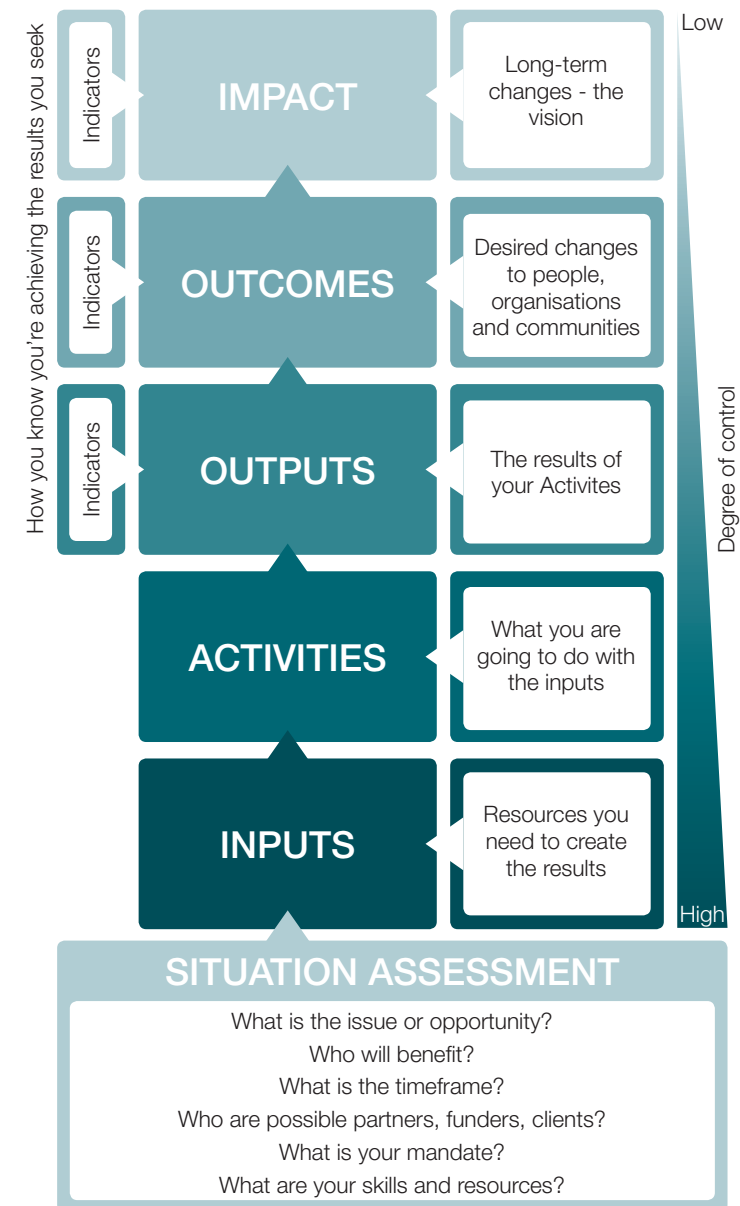 How you know you're achieving the results you seek
Low
Indicators
IMPACT
Long-term
changes - the
vision
Indicators
OUTCOMES
Desired changes
to people,
organisations
and communities
Indicators
OUTPUTS
The results of
your Activites
Degree of control
ACTIVITIES
What you are
going to do with
the inputs
INPUTS
Resources you
need to create
the results
High
SITUATION ASSESSMENT
What is the issue or opportunity?
Who will benefit?
What is the timeframe?
Who are possible partners, funders, clients?
What is your mandate?
What are your skills and resources?